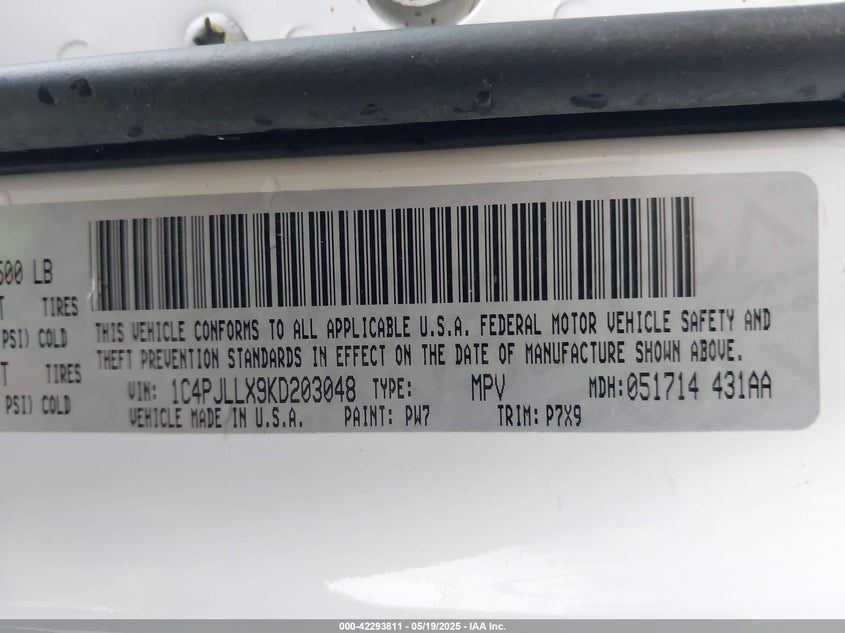 600 LB
TIRES
PSI) COLD
TIRES
PSI) COLD
THIS VEHICLE CONFORMS TO ALL APPLICABLE U.S.A. FEDERAL MOTOR VEHICLE SAFETY AND
THEFT PREVENTION STANDARDS IN EFFECT ON THE DATE OF MANUFACTURE SHOWN ABOVE.
VIN: 1C4PJLLX9KD203048 TYPE: MPV MDH:051714 431AA
VEHICLE MADE IN U.S.A. PAINT: PW7 TRIM: P7X9
000-42293811 - 05/19/2025 - IAA Inc.